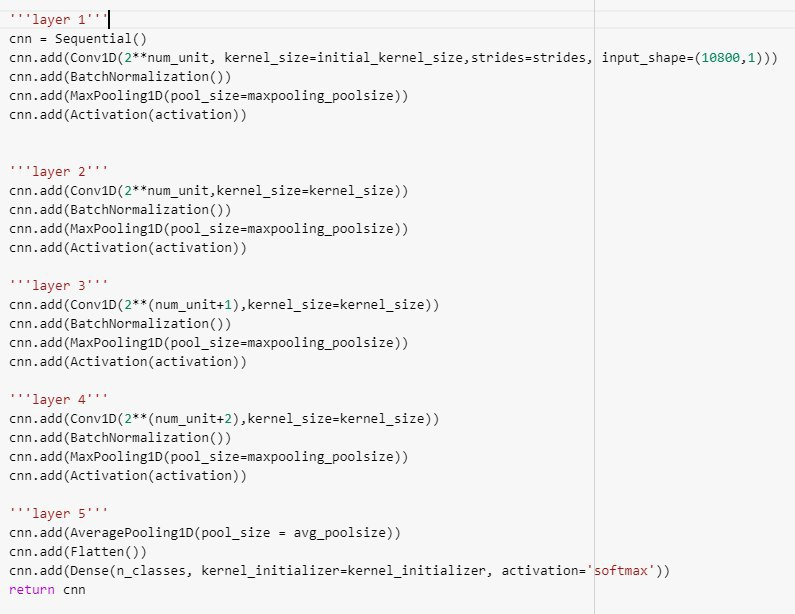 '''layer 1'''
cnn = Sequential()
cnn.add(Conv1D(2**num_unit, kernel_size=initial_kernel_size,strides=strides, input_shape=(10800,1)))
cnn.add(BatchNormalization())
cnn.add(MaxPooling1D(pool_size=maxpooling_poolsize))
cnn.add(Activation(activation))
'''layer 2'''
cnn.add(Conv1D(2**num_unit,kernel_size=kernel_size))
cnn.add(BatchNormalization())
cnn.add(MaxPooling1D(pool_size=maxpooling_poolsize))
cnn.add(Activation(activation))
'''layer 3'''
cnn.add(Conv1D(2**(num_unit+1),kernel_size=kernel_size))
cnn.add(BatchNormalization())
cnn.add(MaxPooling1D(pool_size=maxpooling_poolsize))
cnn.add(Activation(activation))
'''layer 4'''
cnn.add(Conv1D(2**(num_unit+2),kernel_size=kernel_size))
cnn.add(BatchNormalization())
cnn.add(MaxPooling1D(pool_size=maxpooling_poolsize))
cnn.add(Activation(activation))
'''layer 5'''
cnn.add(AveragePooling1D(pool_size = avg_poolsize))
cnn.add(Flatten())
cnn.add(Dense(n_classes, kernel_initializer=kernel_initializer, activation='softmax'))
return cnn